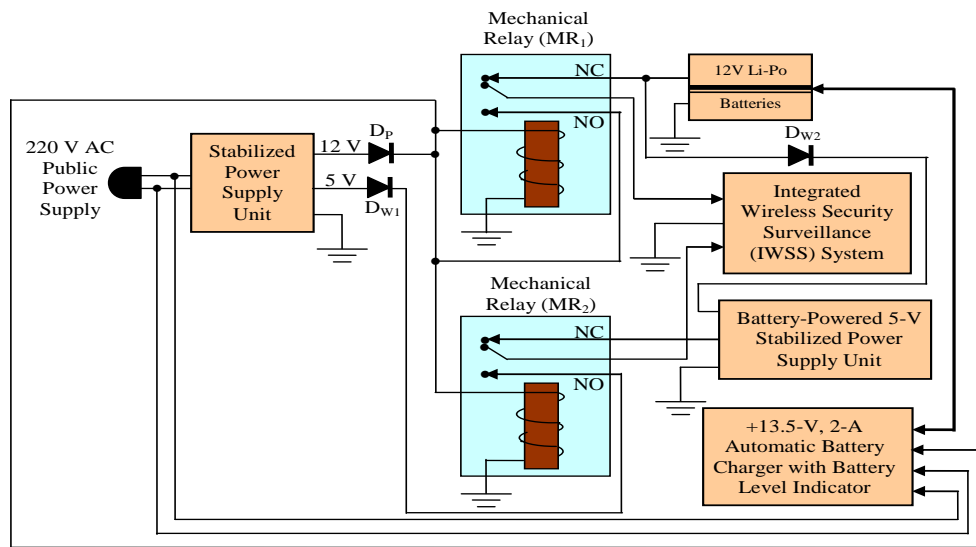 Mechanical
Relay (MR1)
NC
NO
12V Li-Po
Batteries
DW2
220 V AC
Public
Power
Supply
Stabilized
Power Supply
Unit
12 V
DP
5 V
DW1
Integrated
Wireless Security
Surveillance
(IWSS) System
Mechanical
Relay (MR2)
NC
NO
Battery-Powered 5-V
Stabilized Power
Supply Unit
+13.5-V, 2-A
Automatic Battery
Charger with Battery
Level Indicator